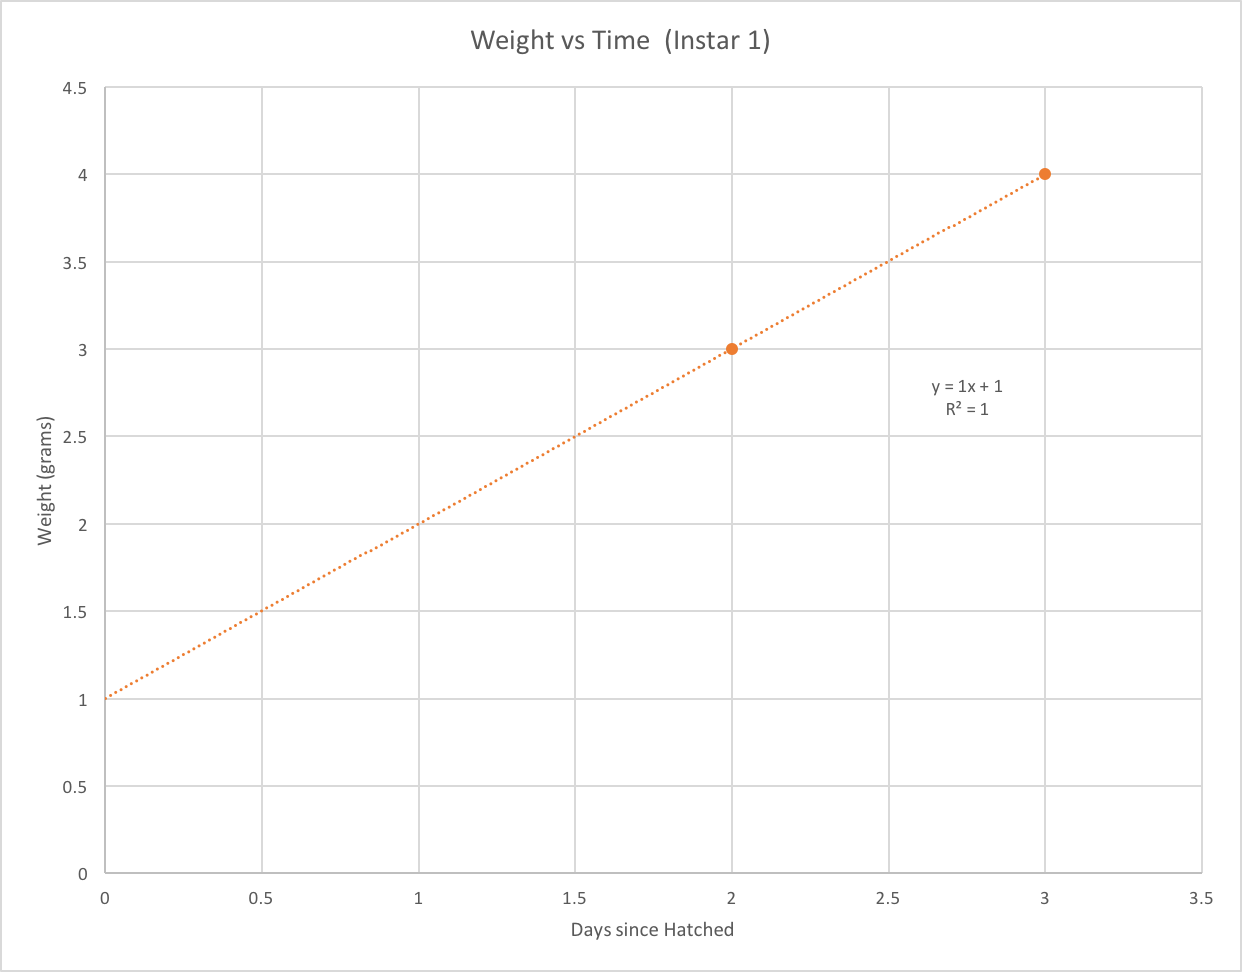 Weight vs Time  (Instar 1)
4.5
4
3.5
3
2.5
2
1.5
1
0.5
0
Weight (grams)
y = 1x + 1
R² = 1
0 0.5 1 1.5 2 2.5 3 3.5
Days since Hatched